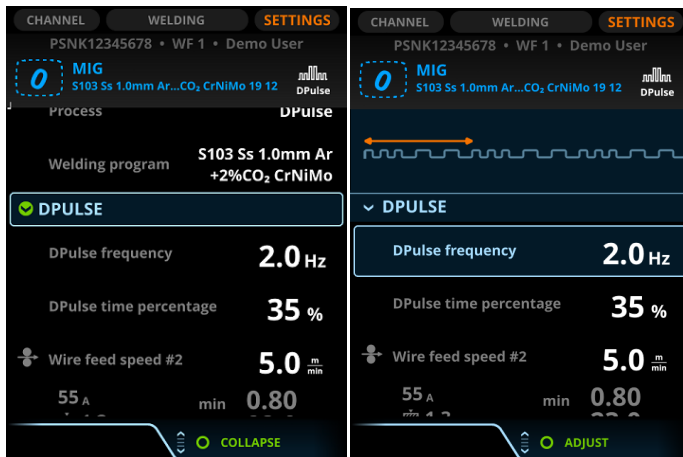 CHANNEL WELDING SETTINGS
PSNK12345678 • WF 1 • Demo User
0 MIG
S103 Ss 1.0mm Ar...CO₂ CrNiMo 19 12
DPulse
Process DPulse
Welding program S103 Ss 1.0mm Ar
+2%CO₂ CrNiMo
DPULSE
DPulse frequency 2.0 Hz
DPulse time percentage 35 %
Wire feed speed #2 5.0 m/min
55 A min 0.80
COLLAPSE
CHANNEL WELDING SETTINGS
PSNK12345678 • WF 1 • Demo User
0 MIG
S103 Ss 1.0mm Ar...CO₂ CrNiMo 19 12
DPulse
DPULSE
DPulse frequency 2.0 Hz
DPulse time percentage 35 %
Wire feed speed #2 5.0 m/min
55 A min 0.80
ADJUST